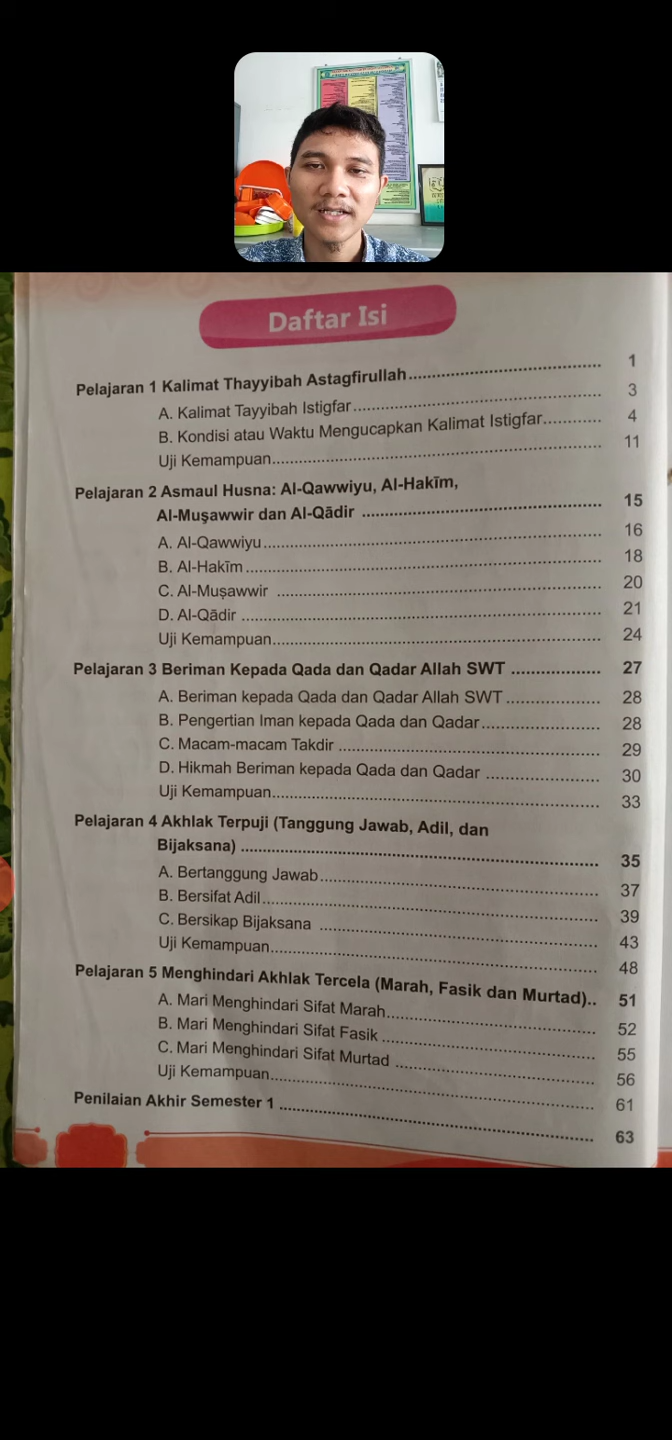 Daftar Isi
Pelajaran 1 Kalimat Thayyibah Astagfirullah 1
A. Kalimat Tayyibah Istigfar 3
B. Kondisi atau Waktu Mengucapkan Kalimat Istigfar 4
Uji Kemampuan 11
Pelajaran 2 Asmaul Husna: Al-Qawwiyu, Al-Hakīm,
Al-Muşawwir dan Al-Qādir 15
A. Al-Qawwiyu 16
B. Al-Hakīm 18
C. Al-Muşawwir 20
D. Al-Qādir 21
Uji Kemampuan 24
Pelajaran 3 Beriman Kepada Qada dan Qadar Allah SWT 27
A. Beriman kepada Qada dan Qadar Allah SWT 28
B. Pengertian Iman kepada Qada dan Qadar 28
C. Macam-macam Takdir 29
D. Hikmah Beriman kepada Qada dan Qadar 30
Uji Kemampuan 33
Pelajaran 4 Akhlak Terpuji (Tanggung Jawab, Adil, dan
Bijaksana) 35
A. Bertanggung Jawab 37
B. Bersifat Adil 39
C. Bersikap Bijaksana 43
Uji Kemampuan 48
Pelajaran 5 Menghindari Akhlak Tercela (Marah, Fasik dan Murtad).. 51
A. Mari Menghindari Sifat Marah 52
B. Mari Menghindari Sifat Fasik 55
C. Mari Menghindari Sifat Murtad 56
Uji Kemampuan 61
Penilaian Akhir Semester 1 63